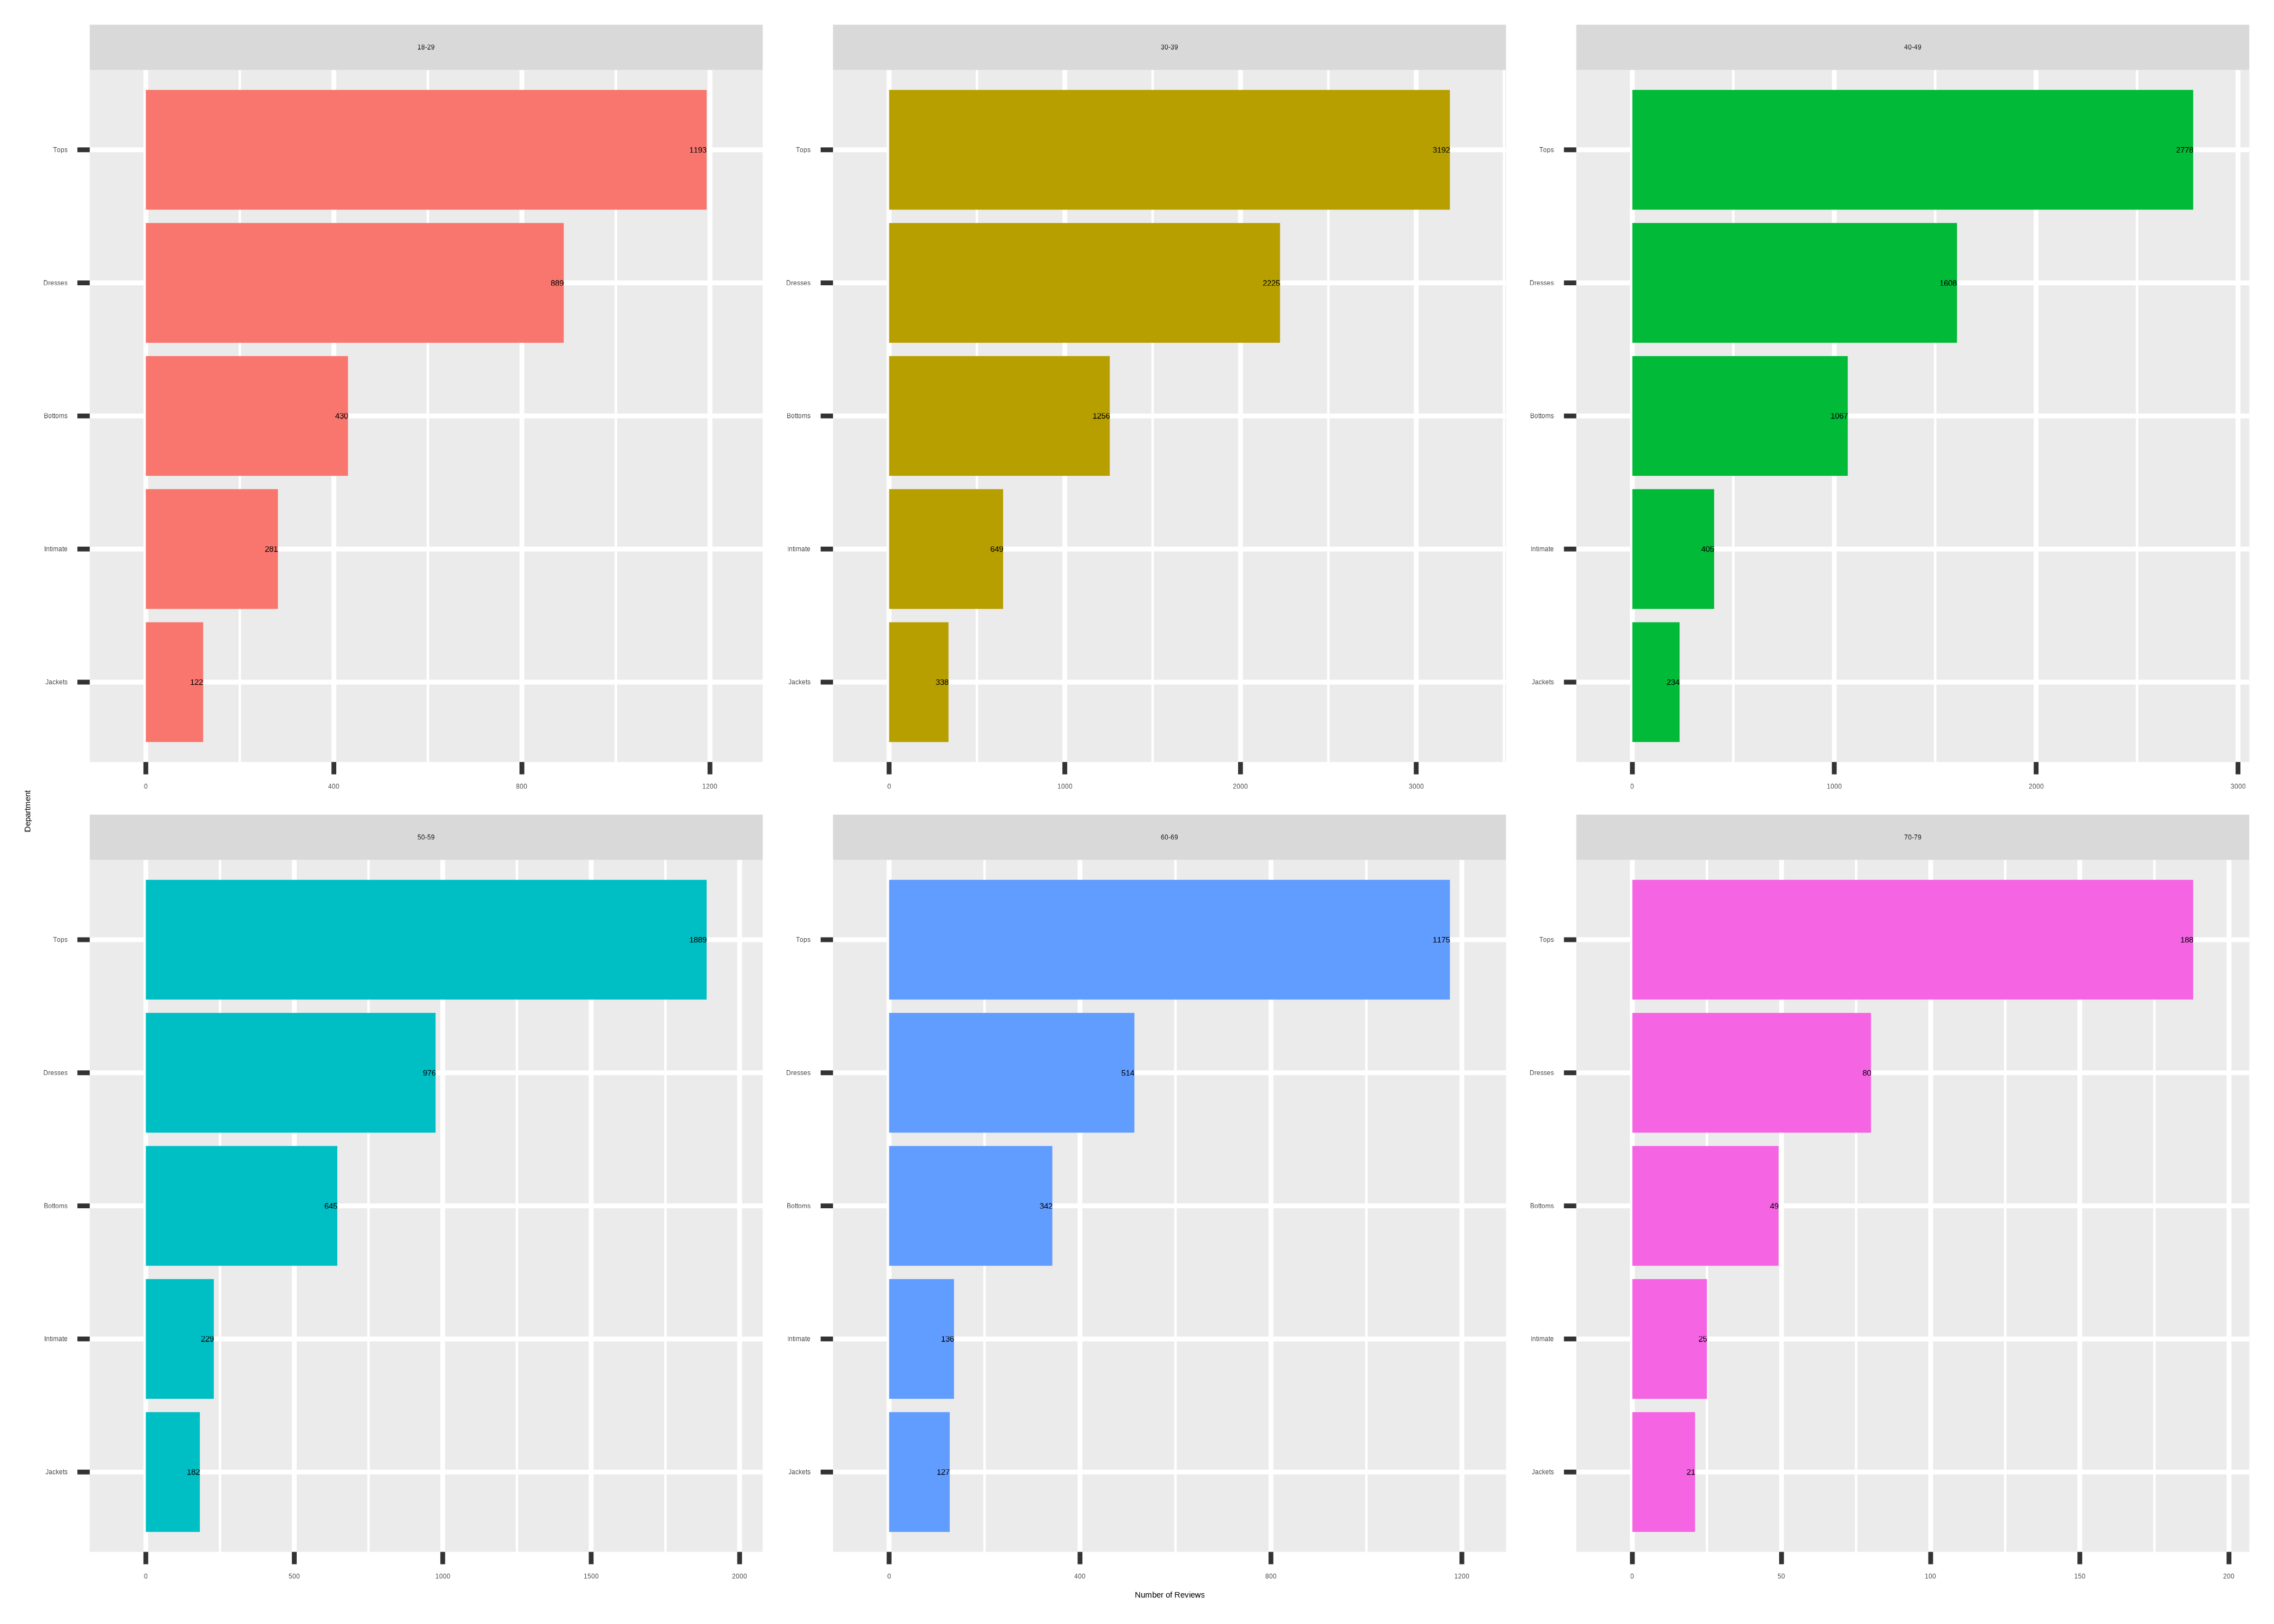 18-29
30-39
40-49
Tops
1193
Tops
3192
Tops
2778
Dresses
889
Dresses
2225
Dresses
1608
Bottoms
430
Bottoms
1256
Bottoms
1067
Intimate
281
Intimate
649
Intimate
405
Jackets
122
Jackets
338
Jackets
234
0
400
800
1200
0
1000
2000
3000
0
1000
2000
3000
Department
50-59
60-69
70-79
Tops
1889
Tops
1175
Tops
188
Dresses
976
Dresses
514
Dresses
80
Bottoms
645
Bottoms
342
Bottoms
49
Intimate
229
Intimate
136
Intimate
25
Jackets
182
Jackets
127
Jackets
21
0
500
1000
1500
2000
0
400
800
1200
0
50
100
150
200
Number of Reviews